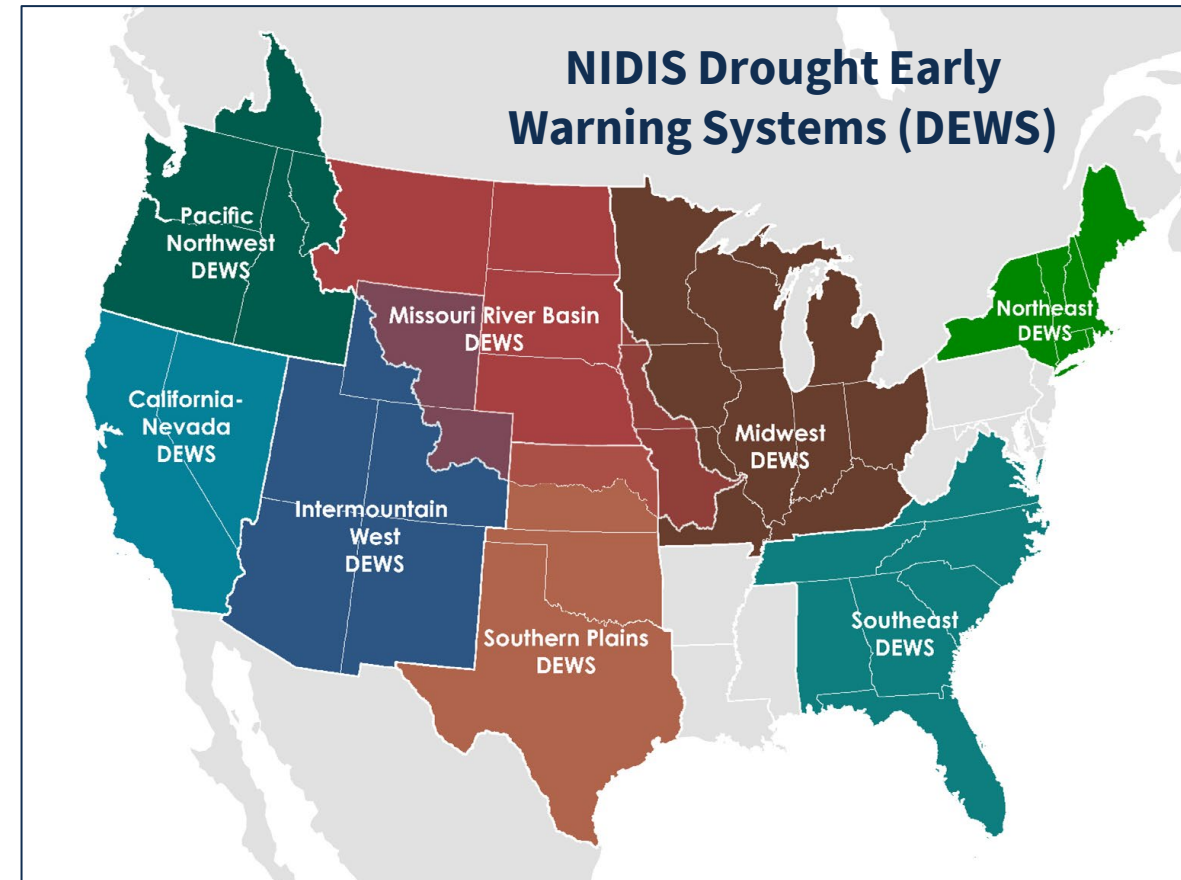 NIDIS Drought Early
Warning Systems (DEWS)
Pacific
Northwest
DEWS
Missouri River Basin
DEWS
Northeast
DEWS
California-
Nevada
DEWS
Midwest
DEWS
Intermountain
West
DEWS
Southern Plains
DEWS
Southeast
DEWS